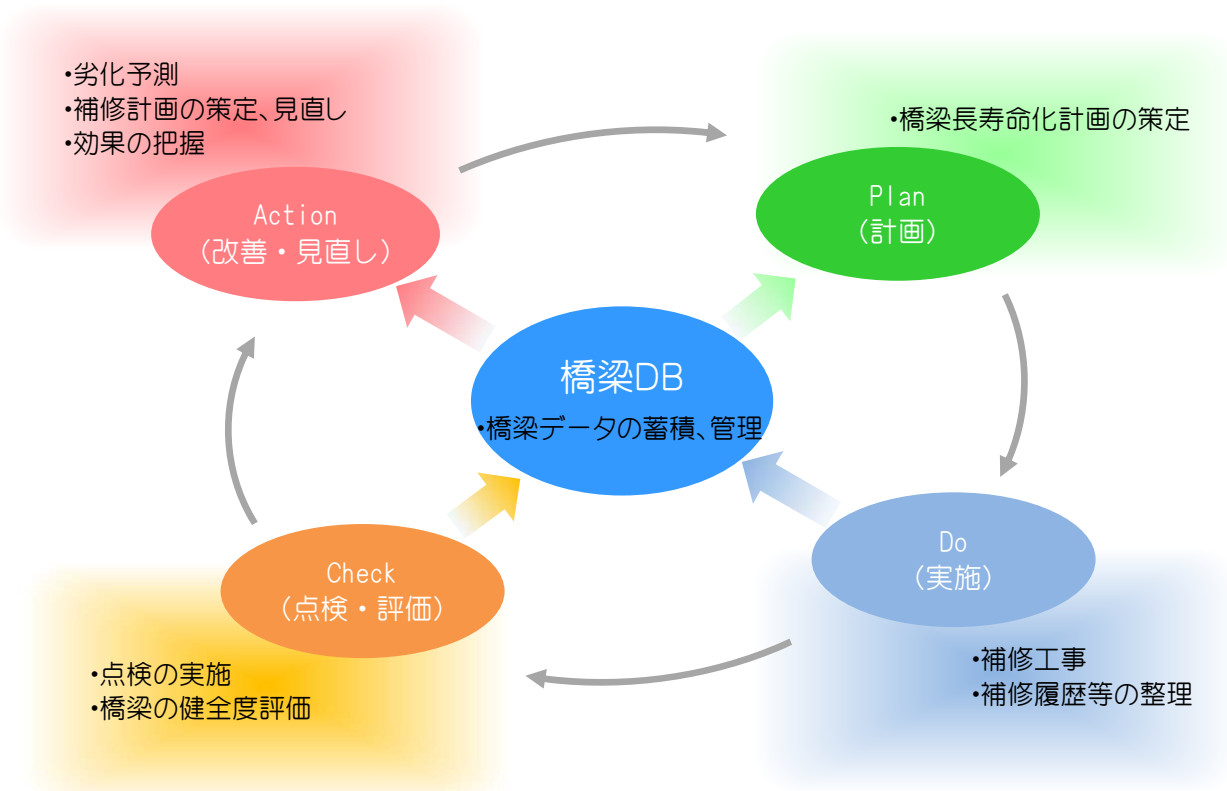 ・劣化予測
・補修計画の策定、見直し
・効果の把握
Action
（改善・見直し）
・橋梁長寿命化計画の策定
Plan
（計画）
橋梁DB
・橋梁データの蓄積、管理
Check
（点検・評価）
・点検の実施
・橋梁の健全度評価
Do
（実施）
・補修工事
・補修履歴等の整理